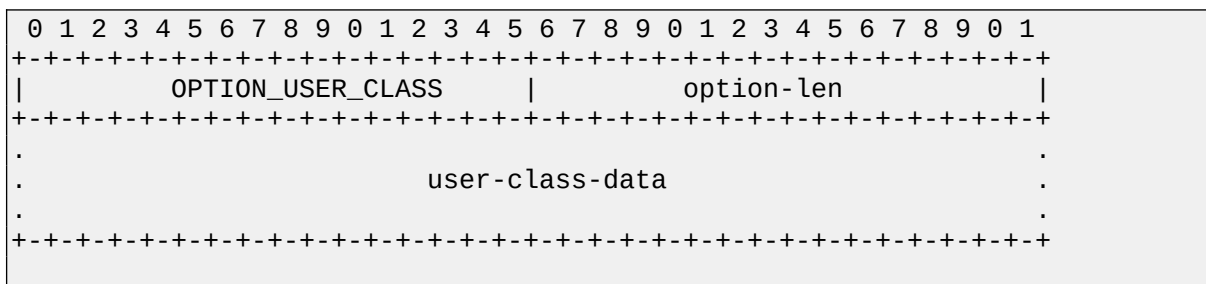 0 1 2 3 4 5 6 7 8 9 0 1 2 3 4 5 6 7 8 9 0 1 2 3 4 5 6 7 8 9 0 1
+-+-+-+-+-+-+-+-+-+-+-+-+-+-+-+-+-+-+-+-+-+-+-+-+-+-+-+-+-+-+-+-+
|          OPTION_USER_CLASS     |         option-len            |
+-+-+-+-+-+-+-+-+-+-+-+-+-+-+-+-+-+-+-+-+-+-+-+-+-+-+-+-+-+-+-+-+
.                                                               .
.                         user-class-data                       .
.                                                               .
+-+-+-+-+-+-+-+-+-+-+-+-+-+-+-+-+-+-+-+-+-+-+-+-+-+-+-+-+-+-+-+-+